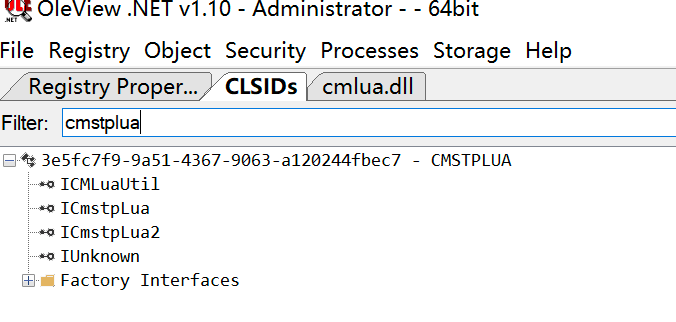 OleView .NET v1.10 - Administrator - - 64bit
File Registry Object Security Processes Storage Help
Registry Proper... CLSIDs cmlua.dll
Filter: cmstplua
3e5fc7f9-9a51-4367-9063-a120244fbec7 - CMSTPLUA
ICMLuaUtil
ICmstpLua
ICmstpLua2
IUnknown
Factory Interfaces